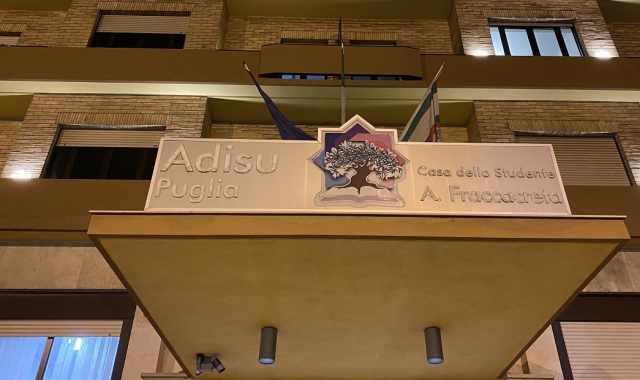 Adisu
Puglia
Casa dello Studente
A. Fraccacreta